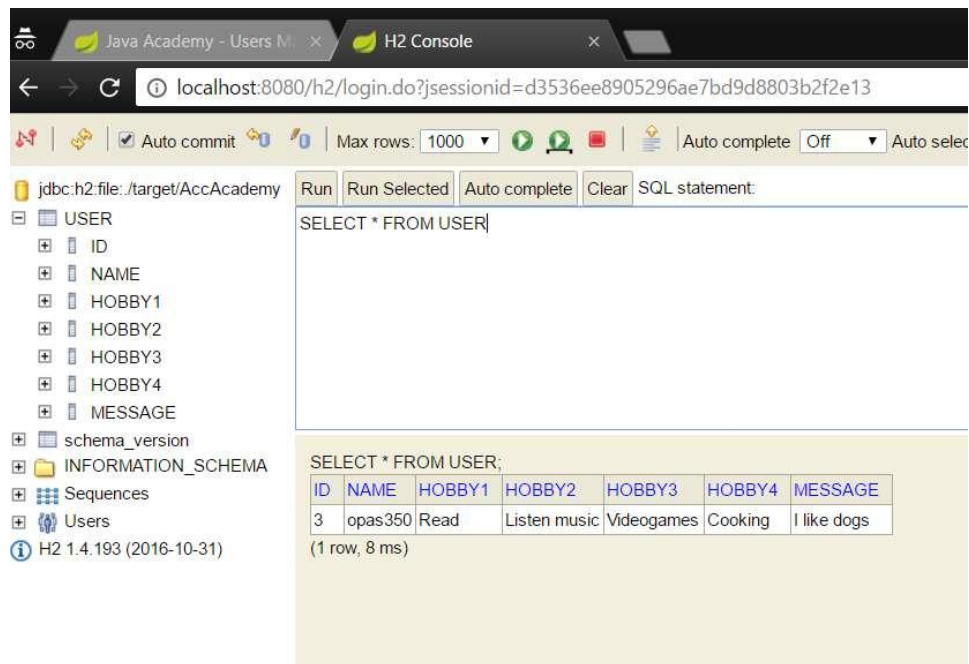 Java Academy - Users M
H2 Console
localhost:8080/h2/login.do?jsessionid=d3536ee8905296ae7bd9d8803b2f2e13
Auto commit Max rows: 1000 Auto complete Off Auto selec
jdbc:h2:file:./target/AccAcademy
USER
ID
NAME
HOBBY1
HOBBY2
HOBBY3
HOBBY4
MESSAGE
schema_version
INFORMATION_SCHEMA
Sequences
Users
H2 1.4.193 (2016-10-31)
Run Run Selected Auto complete Clear SQL statement:
SELECT * FROM USER
SELECT * FROM USER;
ID NAME HOBBY1 HOBBY2 HOBBY3 HOBBY4 MESSAGE
3 opas350 Read Listen music Videogames Cooking I like dogs
(1 row, 8 ms)